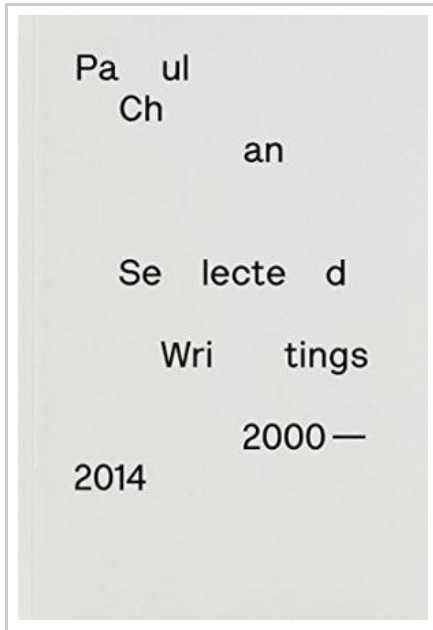 Pa ul
Ch
an
Se lecte d
Wri tings
2000—
2014